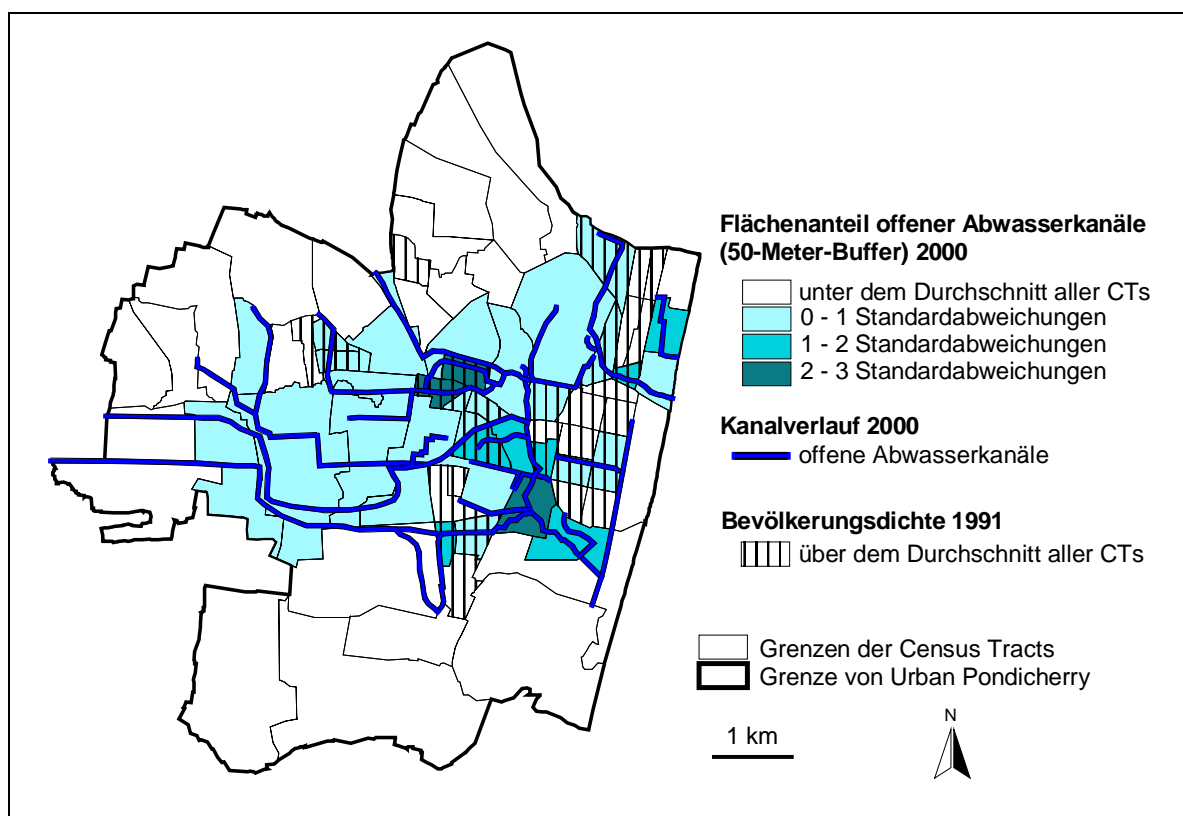 Flächenanteil offener Abwasserkanäle
(50-Meter-Buffer) 2000
unter dem Durchschnitt aller CTs
0 - 1 Standardabweichungen
1 - 2 Standardabweichungen
2 - 3 Standardabweichungen
Kanalverlauf 2000
offene Abwasserkanäle
Bevölkerungsdichte 1991
über dem Durchschnitt aller CTs
Grenzen der Census Tracts
Grenze von Urban Pondicherry
1 km
N